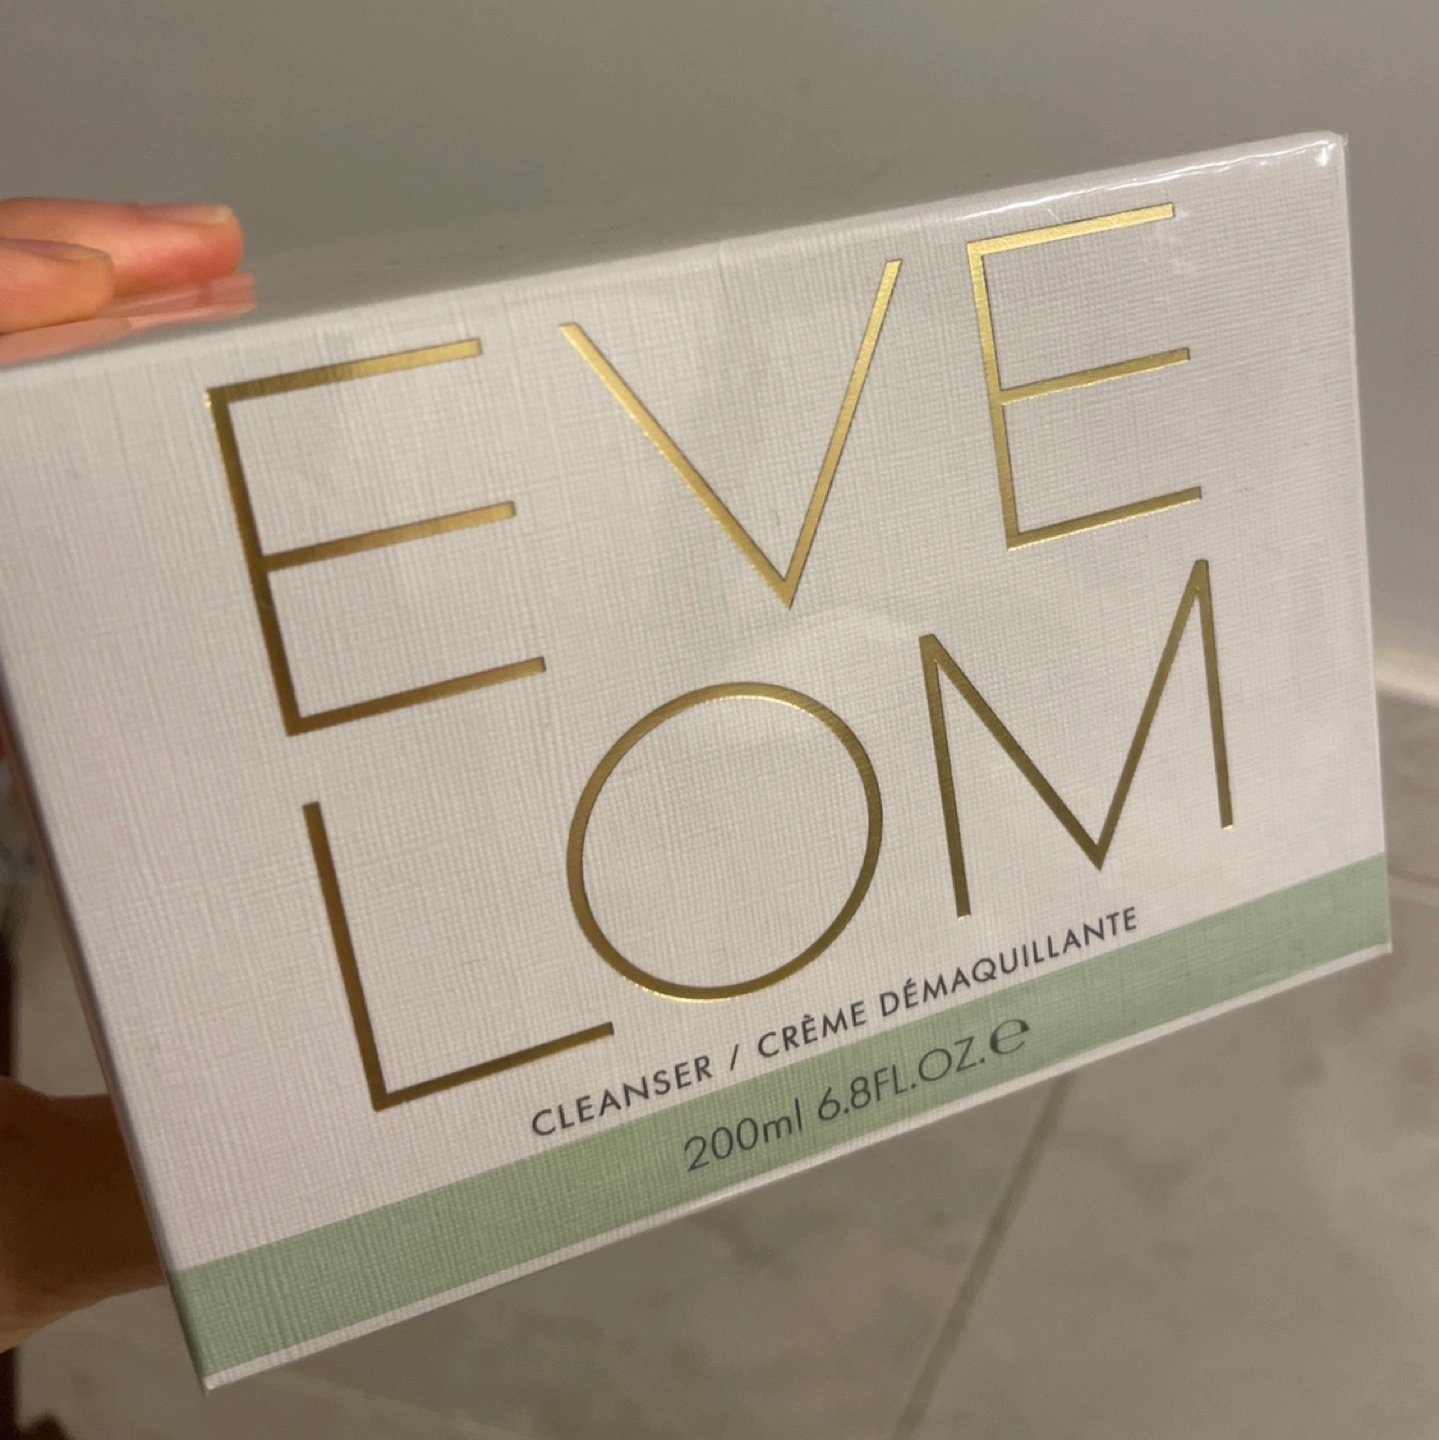 EVE
LOM
CLEANSER / CRÈME DÉMAQUILLANTE
200ml 6.8FL.OZ.℮